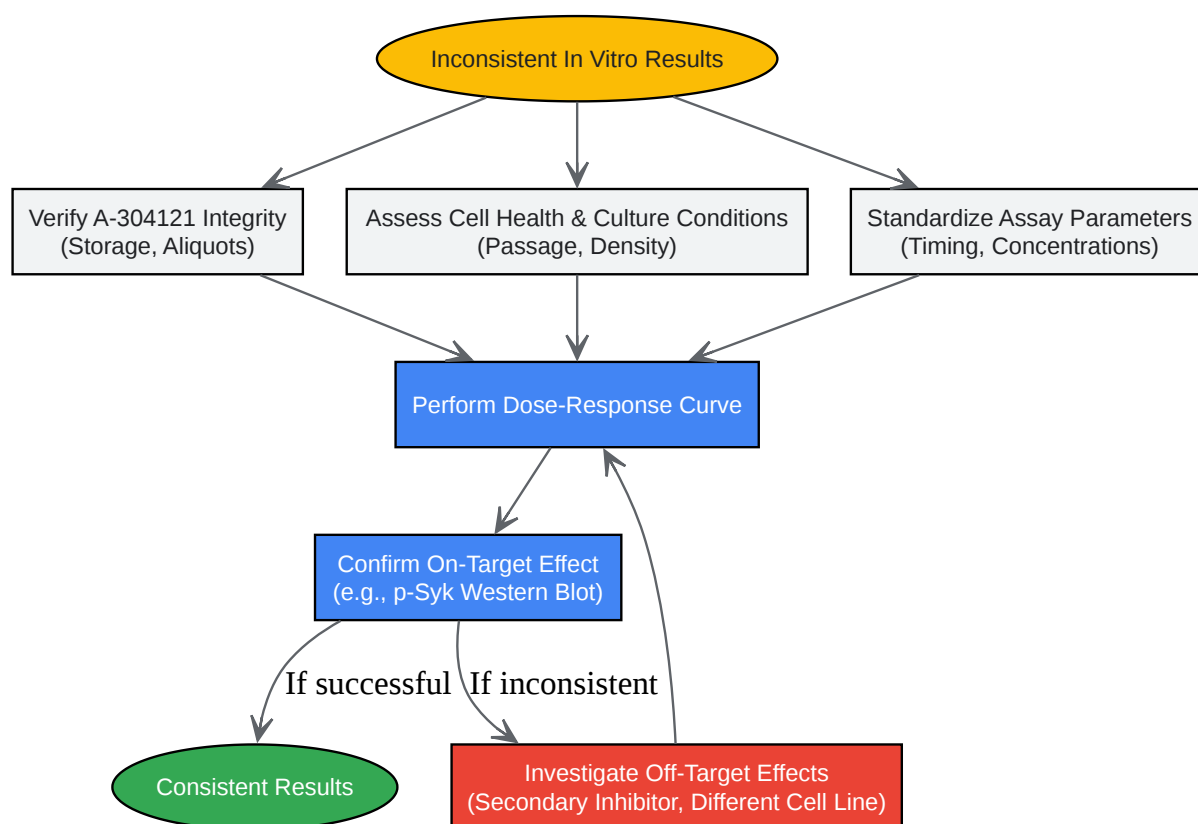 Inconsistent In Vitro Results
Verify A-304121 Integrity
(Storage, Aliquots)
Assess Cell Health & Culture Conditions
(Passage, Density)
Standardize Assay Parameters
(Timing, Concentrations)
Perform Dose-Response Curve
Confirm On-Target Effect
(e.g., p-Syk Western Blot)
If successful
If inconsistent
Consistent Results
Investigate Off-Target Effects
(Secondary Inhibitor, Different Cell Line)